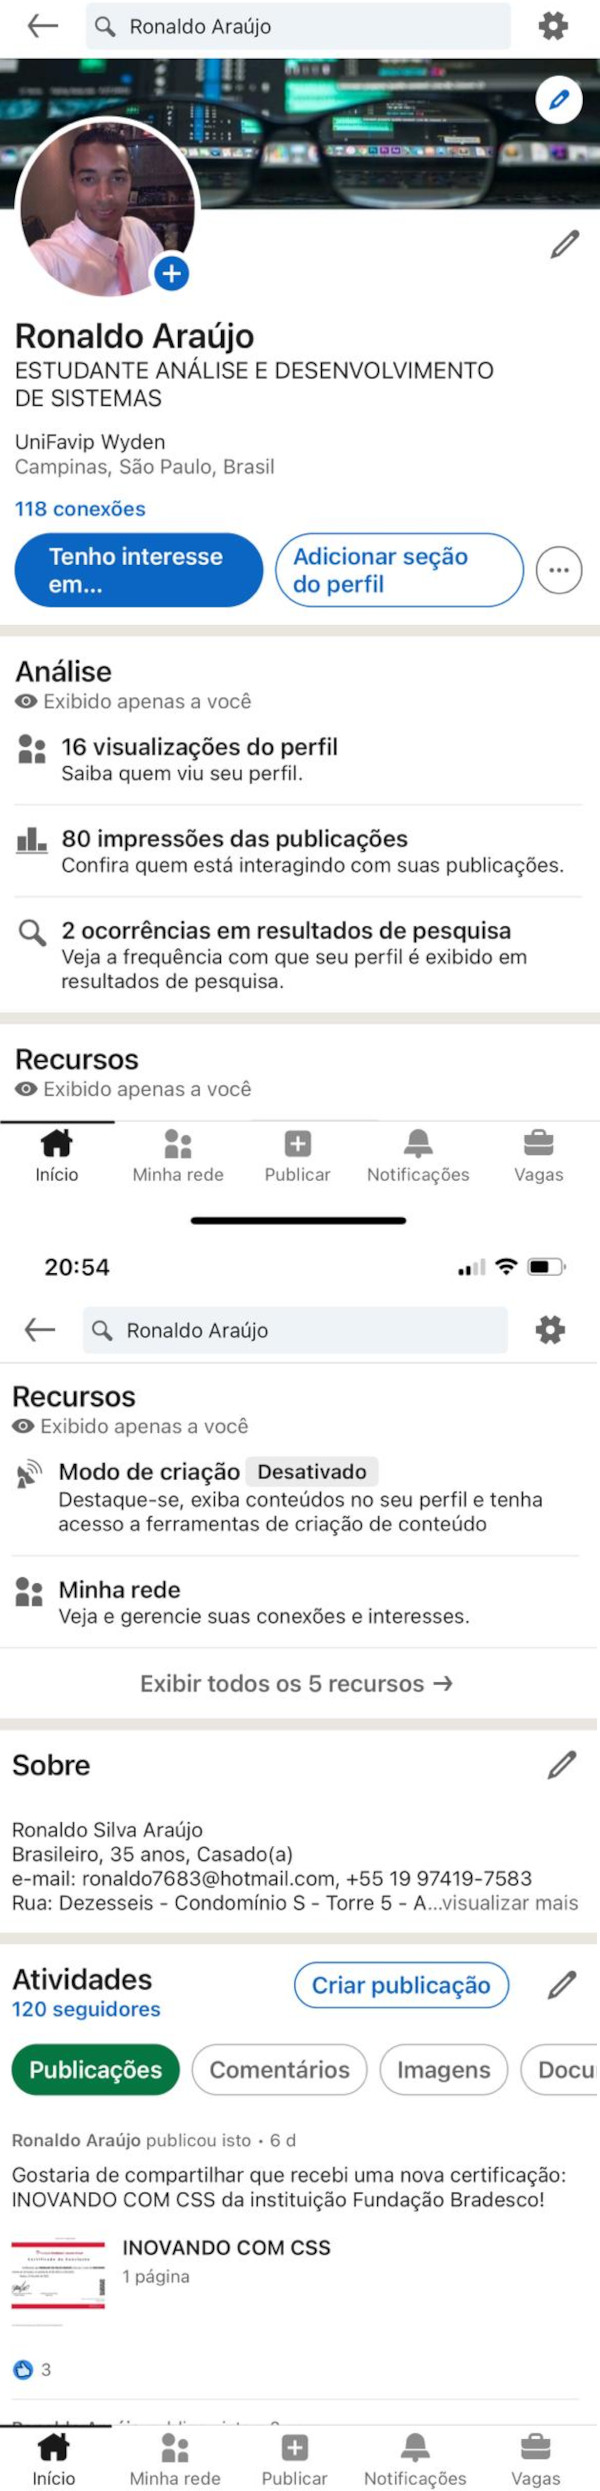 Ronaldo Araújo
Ronaldo Araújo
ESTUDANTE ANÁLISE E DESENVOLVIMENTO
DE SISTEMAS
UniFavip Wyden
Campinas, São Paulo, Brasil
118 conexões
Tenho interesse
em...
Adicionar seção
do perfil
Análise
Exibido apenas a você
16 visualizações do perfil
Saiba quem viu seu perfil.
80 impressões das publicações
Confira quem está interagindo com suas publicações.
2 ocorrências em resultados de pesquisa
Veja a frequência com que seu perfil é exibido em
resultados de pesquisa.
Recursos
Exibido apenas a você
Início Minha rede Publicar Notificações Vagas
20:54
Ronaldo Araújo
Recursos
Exibido apenas a você
Modo de criação Desativado
Destaque-se, exiba conteúdos no seu perfil e tenha
acesso a ferramentas de criação de conteúdo
Minha rede
Veja e gerencie suas conexões e interesses.
Exibir todos os 5 recursos →
Sobre
Ronaldo Silva Araújo
Brasileiro, 35 anos, Casado(a)
e-mail: ronaldo7683@hotmail.com, +55 19 97419-7583
Rua: Dezesseis - Condomínio S - Torre 5 - A...visualizar mais
Atividades
120 seguidores
Criar publicação
Publicações Comentários Imagens Docu
Ronaldo Araújo publicou isto • 6 d
Gostaria de compartilhar que recebi uma nova certificação:
INOVANDO COM CSS da instituição Fundação Bradesco!
INOVANDO COM CSS
1 página
3
Início Minha rede Publicar Notificações Vagas